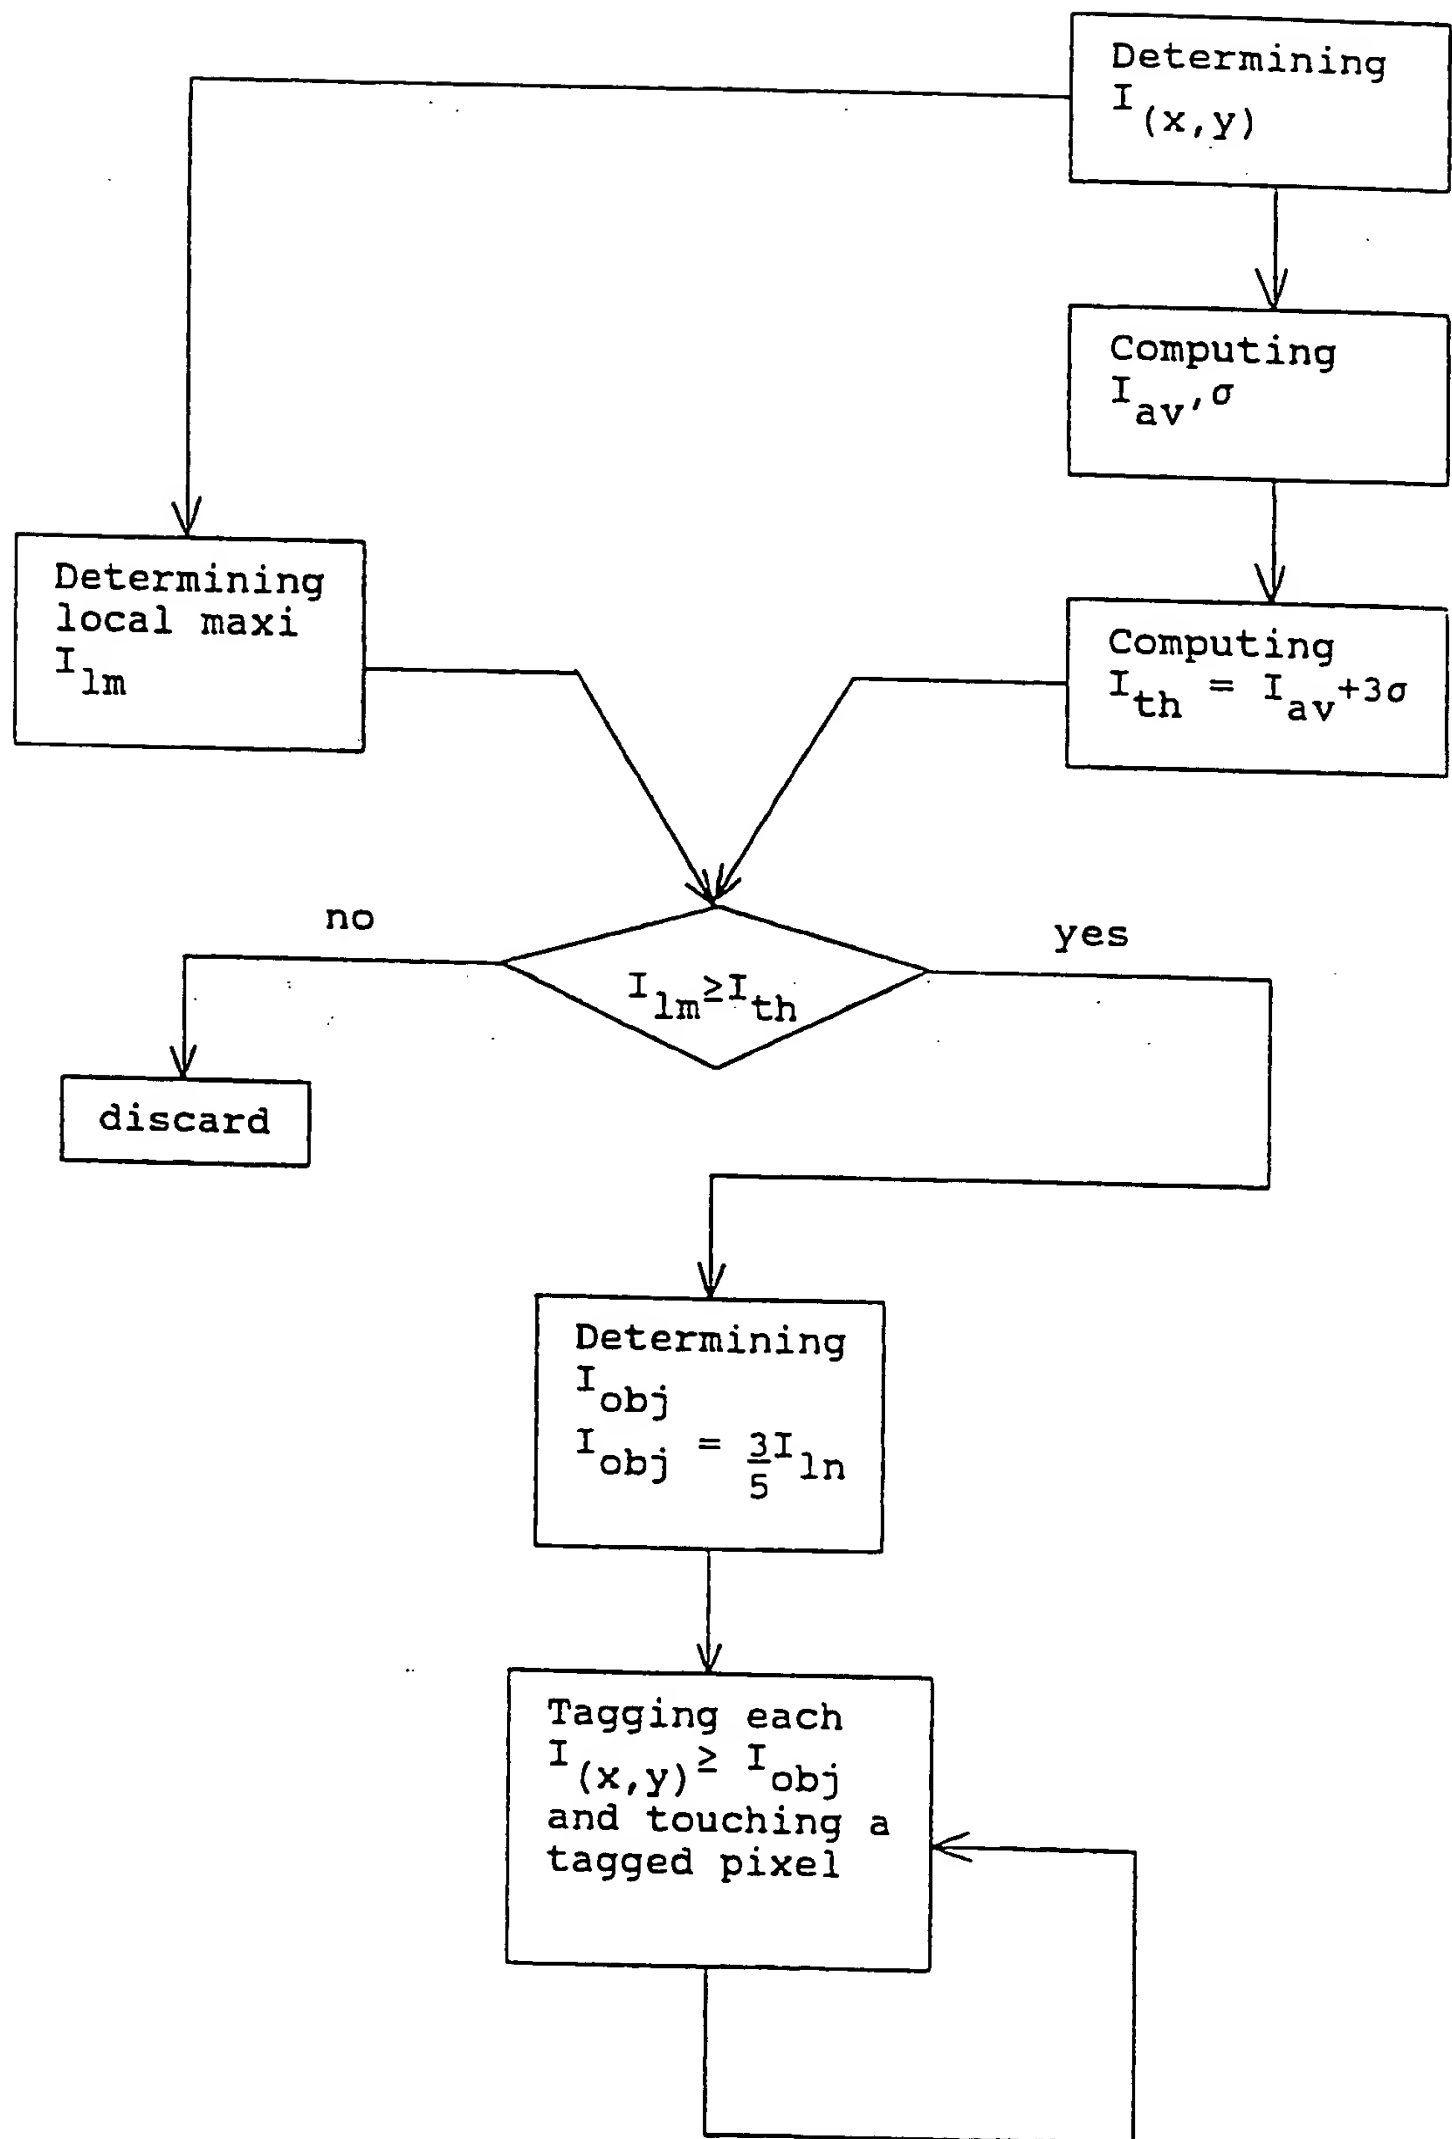 Determining
I(x,y)
Computing
Iav,σ
Determining
local maxi
Ilm
Computing
Ith = Iav+3σ
no
yes
Ilm≥Ith
discard
Determining
Iobj
Iobj = 3/5 Iln
Tagging each
I(x,y)≥ Iobj
and touching a
tagged pixel